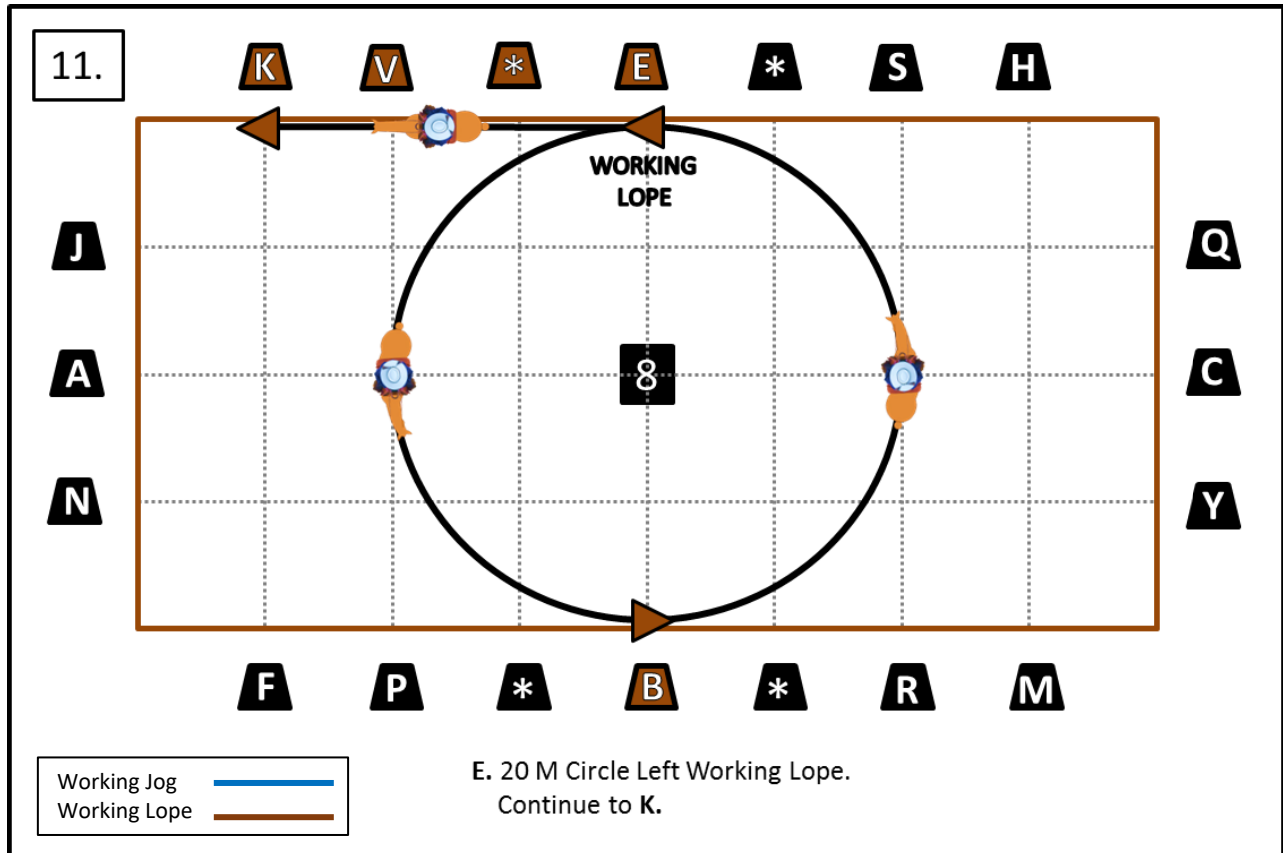 11.
K V * E * S H
WORKING
LOPE
J Q
A 8 C
N Y
F P * B * R M
Working Jog
Working Lope
E. 20 M Circle Left Working Lope.
Continue to K.